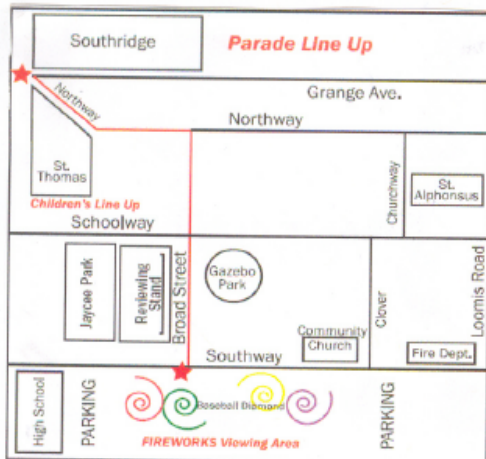 Southridge
Parade Line Up
Northway
Grange Ave.
Northway
St.
Thomas
Children's Line Up
Churchway
St.
Alphonsus
Schoolway
Jaycee Park
Reviewing
Stand
Broad Street
Gazebo
Park
Clover
Loomis Road
Community
Church
Southway
Fire Dept.
High School
PARKING
Baseball Diamond
PARKING
FIREWORKS Viewing Area